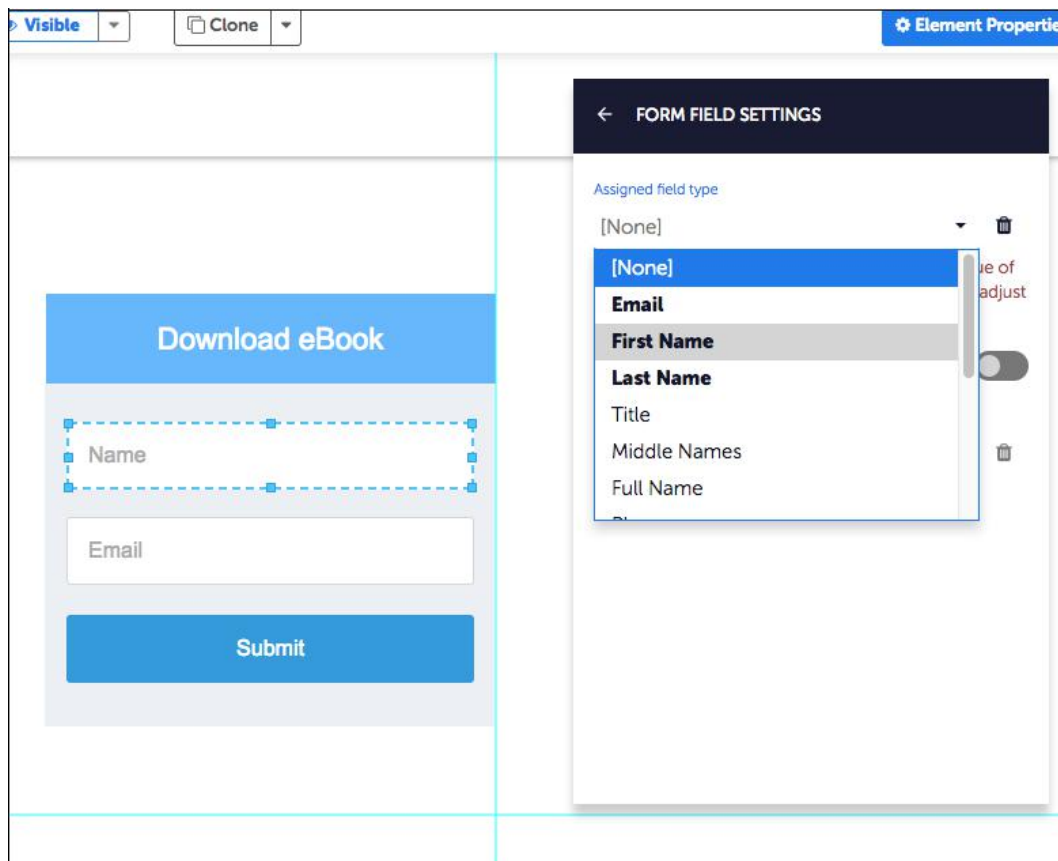 Visible
Clone
Element Propertie
FORM FIELD SETTINGS
Assigned field type
[None]
[None]
ue of
Email
adjust
First Name
Last Name
Title
Middle Names
Full Name
Download eBook
Name
Email
Submit